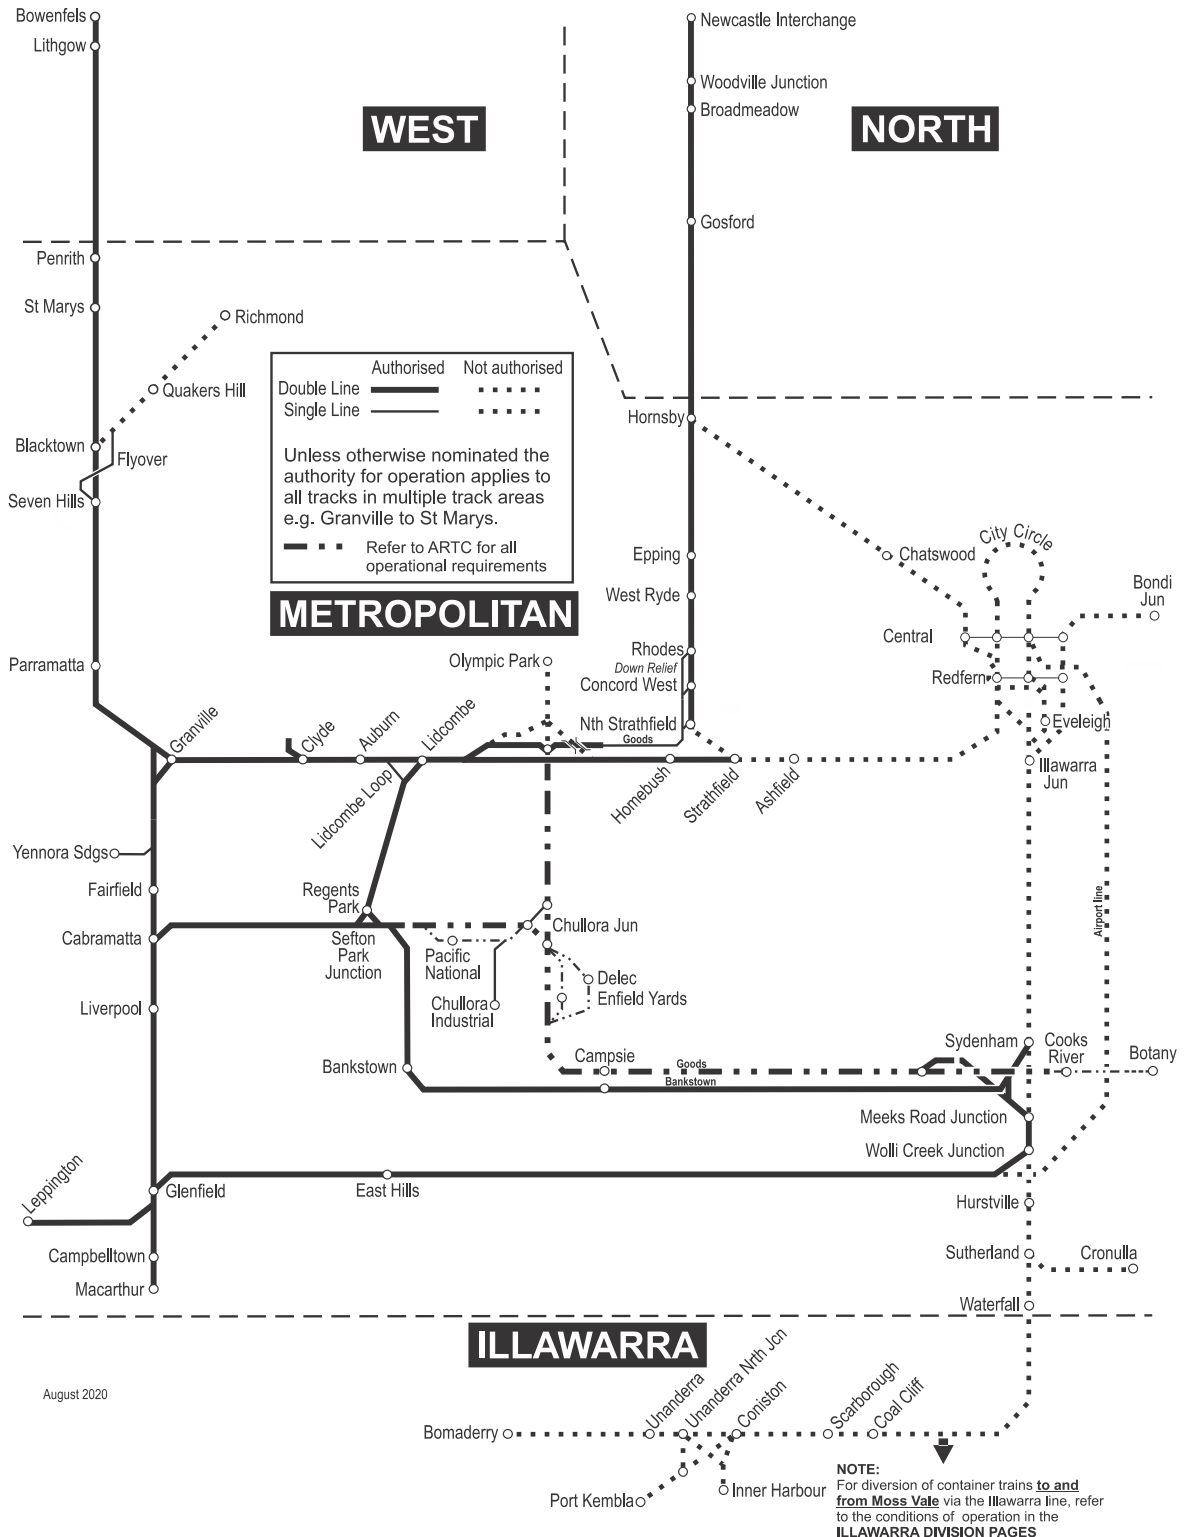 Bowenfels
Lithgow
Newcastle Interchange
Woodville Junction
Broadmeadow
WEST
NORTH
Gosford
Penrith
St Marys
Richmond
Quakers Hill
Authorised Not authorised
Double Line
Single Line
Unless otherwise nominated the
authority for operation applies to
all tracks in multiple track areas
e.g. Granville to St Marys.
Refer to ARTC for all
operational requirements
Hornsby
Blacktown
Flyover
Seven Hills
City Circle
Epping
Chatswood
Bondi
Jun
West Ryde
METROPOLITAN
Central
Rhodes
Down Relief
Olympic Park
Parramatta
Concord West
Redfern
Nth Strathfield
Goods
Eveleigh
Granville
Clyde
Auburn
Lidcombe
Lidcombe Loop
Homebush
Strathfield
Ashfield
Illawarra
Jun
Yennora Sdgs
Fairfield
Regents
Park
Airport line
Cabramatta
Sefton
Park
Junction
Pacific
National
Chullora Jun
Delec
Enfield Yards
Liverpool
Chullora
Industrial
Sydenham
Cooks
River
Botany
Bankstown
Campsie
Goods
Bankstown
Meeks Road Junction
Wolli Creek Junction
Leppington
Glenfield
East Hills
Hurstville
Campbelltown
Sutherland
Cronulla
Macarthur
Waterfall
ILLAWARRA
August 2020
Bomaderry
Unanderra
Unanderra Nrth Jcn
Coniston
Scarborough
Coal Cliff
Port Kembla
Inner Harbour
NOTE:
For diversion of container trains to and
from Moss Vale via the Illawarra line, refer
to the conditions of operation in the
ILLAWARRA DIVISION PAGES